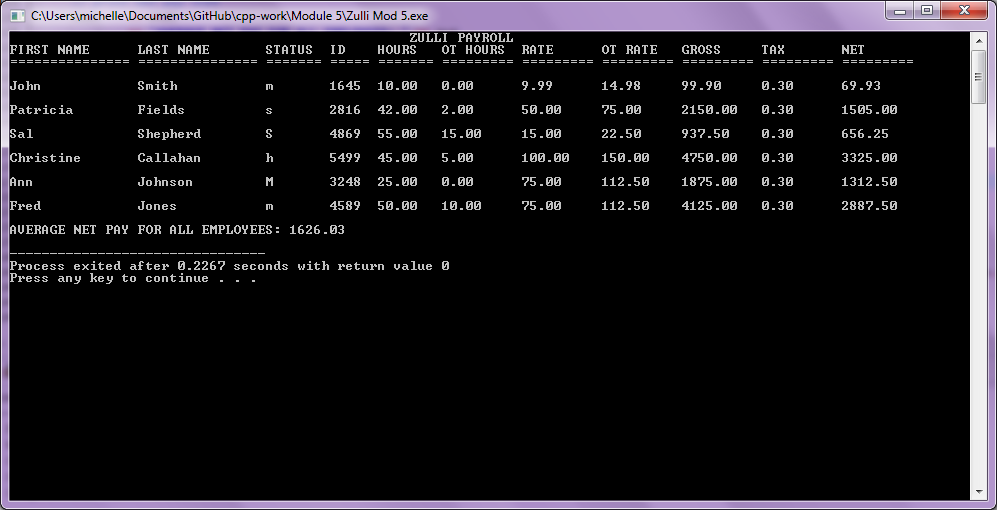 C:\Users\michelle\Documents\GitHub\cpp-work\Module 5\Zulli Mod 5.exe
ZULLI PAYROLL
FIRST NAME LAST NAME STATUS ID HOURS OT HOURS RATE OT RATE GROSS TAX NET
=============== =============== ====== ===== ======== ========= ========= ========= ========= ========= =========
John Smith m 1645 10.00 0.00 9.99 14.98 99.90 0.30 69.93
Patricia Fields s 2816 42.00 2.00 50.00 75.00 2150.00 0.30 1505.00
Sal Shepherd S 4869 55.00 15.00 15.00 22.50 937.50 0.30 656.25
Christine Callahan h 5499 45.00 5.00 100.00 150.00 4750.00 0.30 3325.00
Ann Johnson M 3248 25.00 0.00 75.00 112.50 1875.00 0.30 1312.50
Fred Jones m 4589 50.00 10.00 75.00 112.50 4125.00 0.30 2887.50
AVERAGE NET PAY FOR ALL EMPLOYEES: 1626.03
--------------------------------
Process exited after 0.2267 seconds with return value 0
Press any key to continue . . .